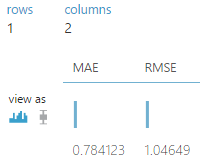 rows columns
1 2
MAE RMSE
view as
0.784123 1.04649